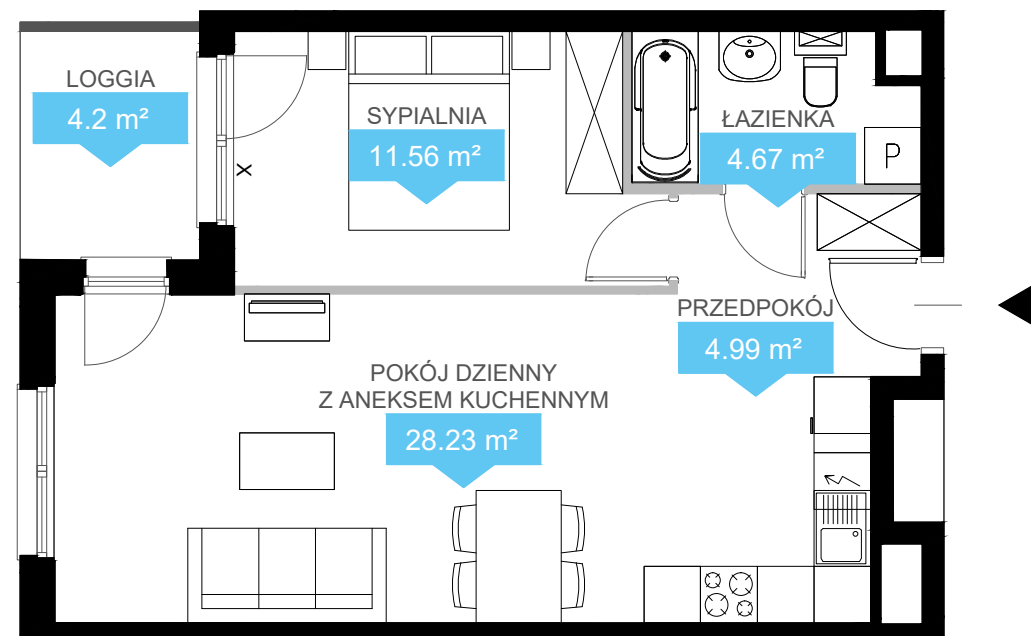 LOGGIA
4.2 m²
SYPIALNIA
11.56 m²
ŁAZIENKA
4.67 m²
P
X
PRZEDPOKÓJ
4.99 m²
POKÓJ DZIENNY
Z ANEKSEM KUCHENNYM
28.23 m²